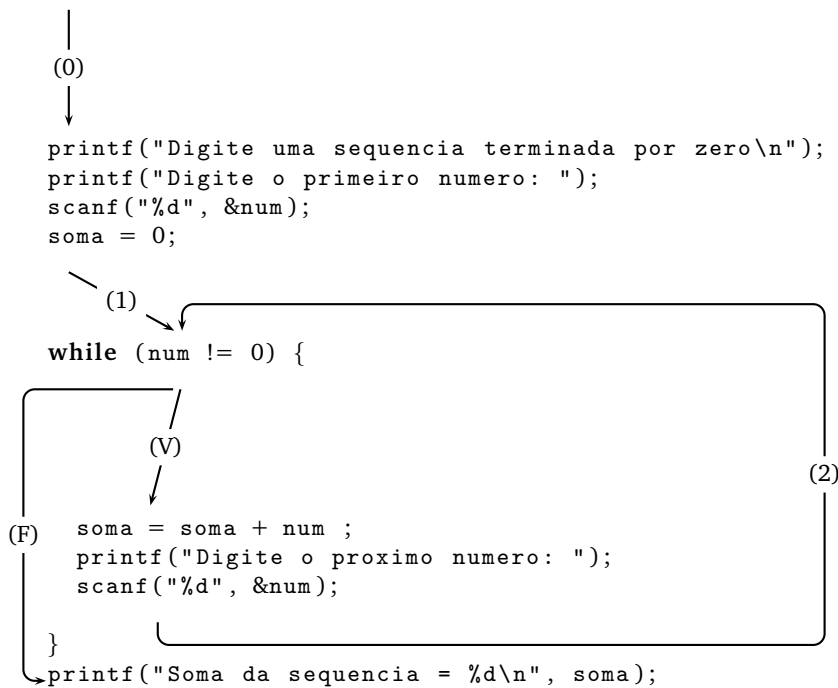 (0)
printf("Digite uma sequencia terminada por zero\n");
printf("Digite o primeiro numero: ");
scanf("%d", &num);
soma = 0;
(1)
while (num != 0) {
(V)
(2)
(F)
soma = soma + num ;
printf("Digite o proximo numero: ");
scanf("%d", &num);
}
printf("Soma da sequencia = %d\n", soma);